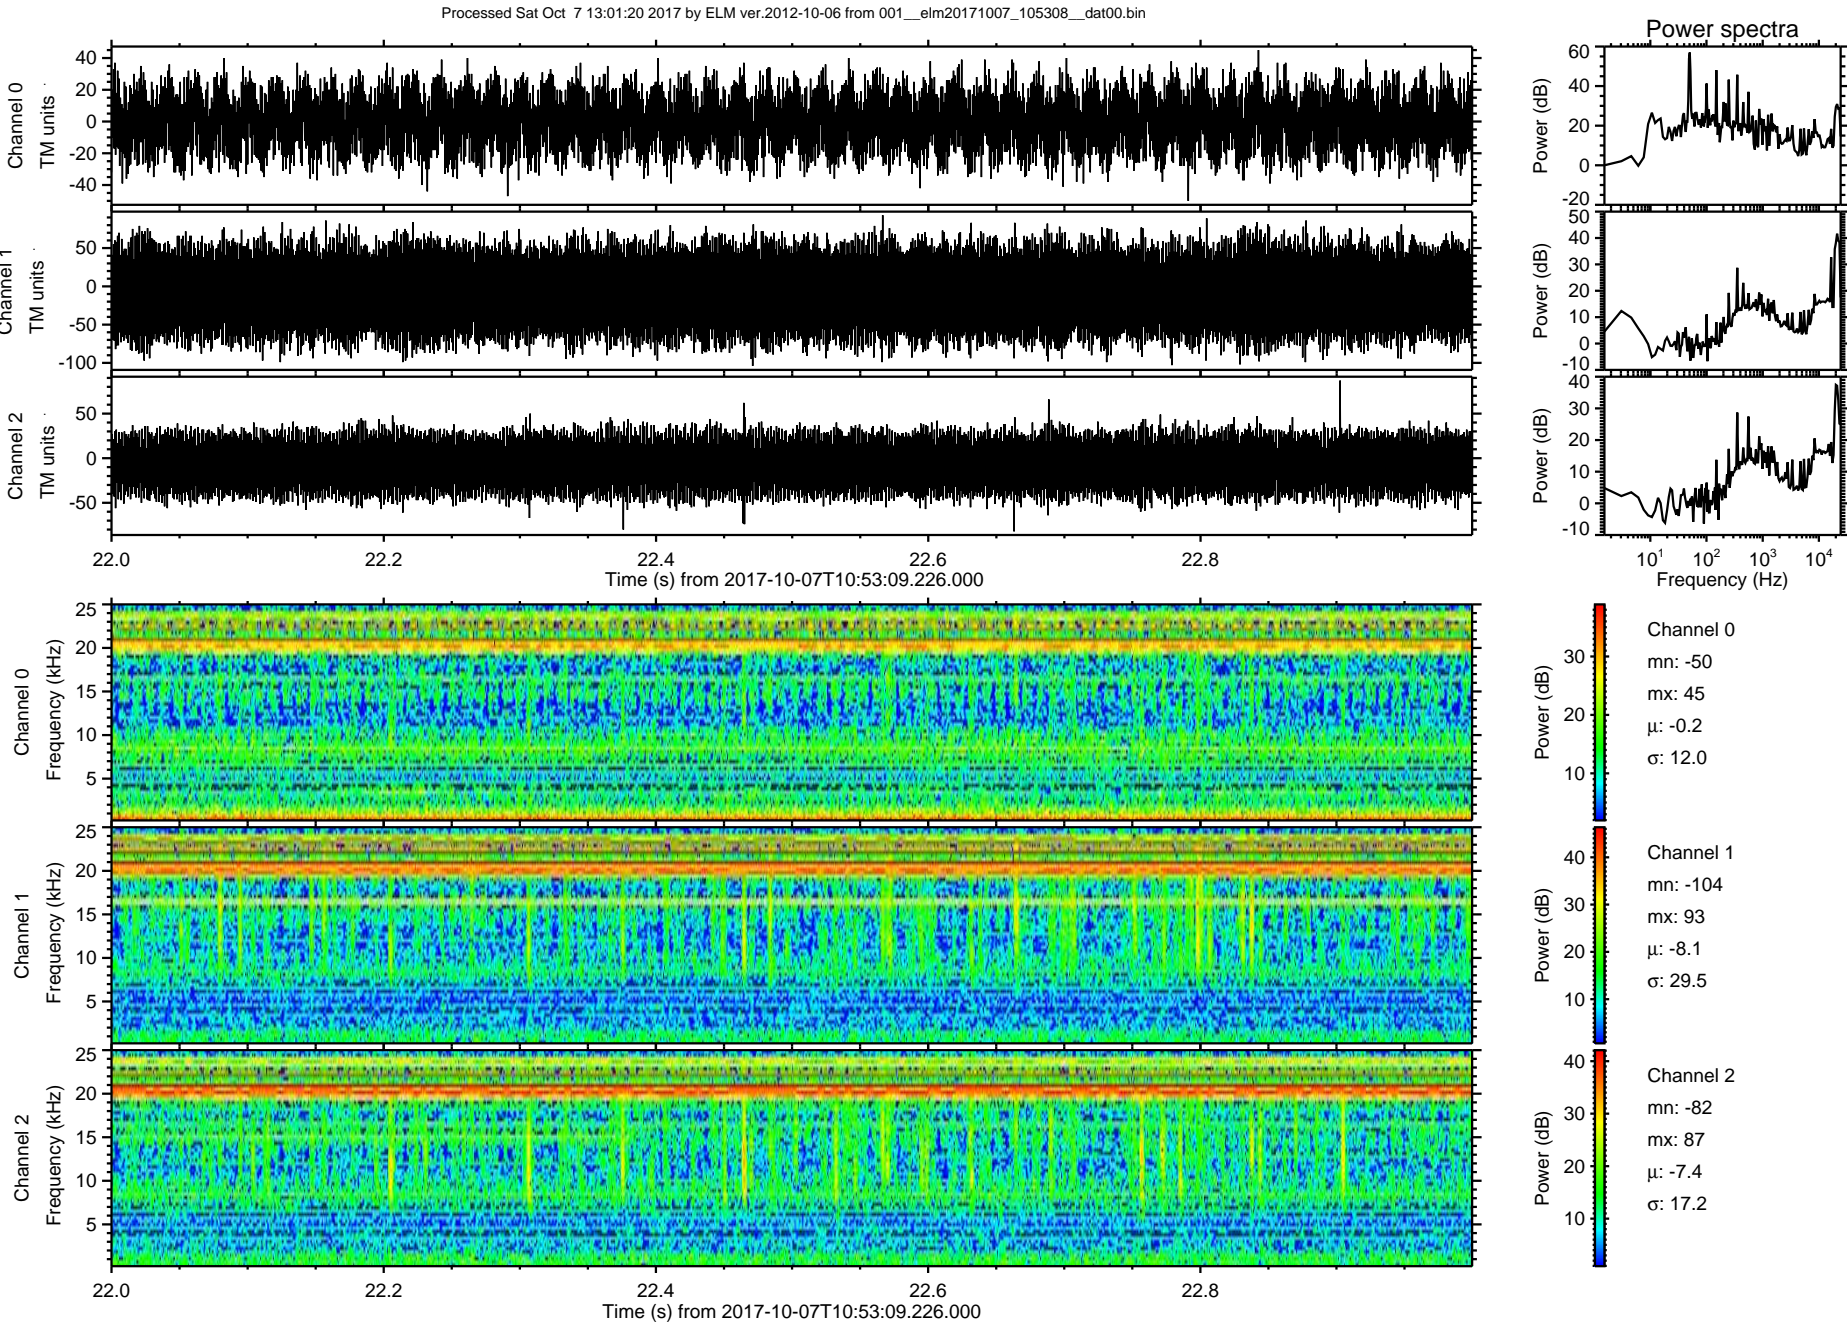 Processed Sat Oct  7 13:01:20 2017 by ELM ver.2012-10-06 from 001__elm20171007_105308__dat00.bin
Power spectra
Channel 0
TM units
40
20
0
-20
-40
Power (dB)
60
40
20
0
-20
Channel 1
TM units
50
0
-50
-100
Power (dB)
50
40
30
20
10
0
-10
Channel 2
TM units
50
0
-50
Power (dB)
40
30
20
10
0
-10
22.0 22.2 22.4 22.6 22.8
Time (s) from 2017-10-07T10:53:09.226.000
10¹ 10² 10³ 10⁴
Frequency (Hz)
Channel 0
Frequency (kHz)
25
20
15
10
5
Power (dB)
30
20
10
Channel 0
mn: -50
mx: 45
μ: -0.2
σ: 12.0
Channel 1
Frequency (kHz)
25
20
15
10
5
Power (dB)
40
30
20
10
Channel 1
mn: -104
mx: 93
μ: -8.1
σ: 29.5
Channel 2
Frequency (kHz)
25
20
15
10
5
Power (dB)
40
30
20
10
Channel 2
mn: -82
mx: 87
μ: -7.4
σ: 17.2
22.0 22.2 22.4 22.6 22.8
Time (s) from 2017-10-07T10:53:09.226.000